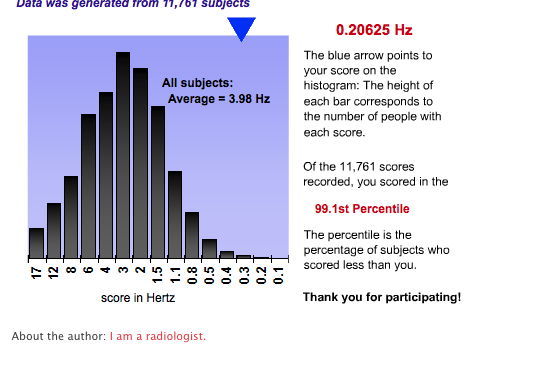 Data was generated from 11,761 subjects
0.20625 Hz
The blue arrow points to
your score on the
histogram: The height of
each bar corresponds to
the number of people with
each score.
All subjects:
Average = 3.98 Hz
Of the 11,761 scores
recorded, you scored in the
99.1st Percentile
The percentile is the
percentage of subjects who
scored less than you.
17 12 8 6 4 3 2 1.5 1.1 0.8 0.5 0.4 0.3 0.2 0.1
score in Hertz
Thank you for participating!
About the author: I am a radiologist.